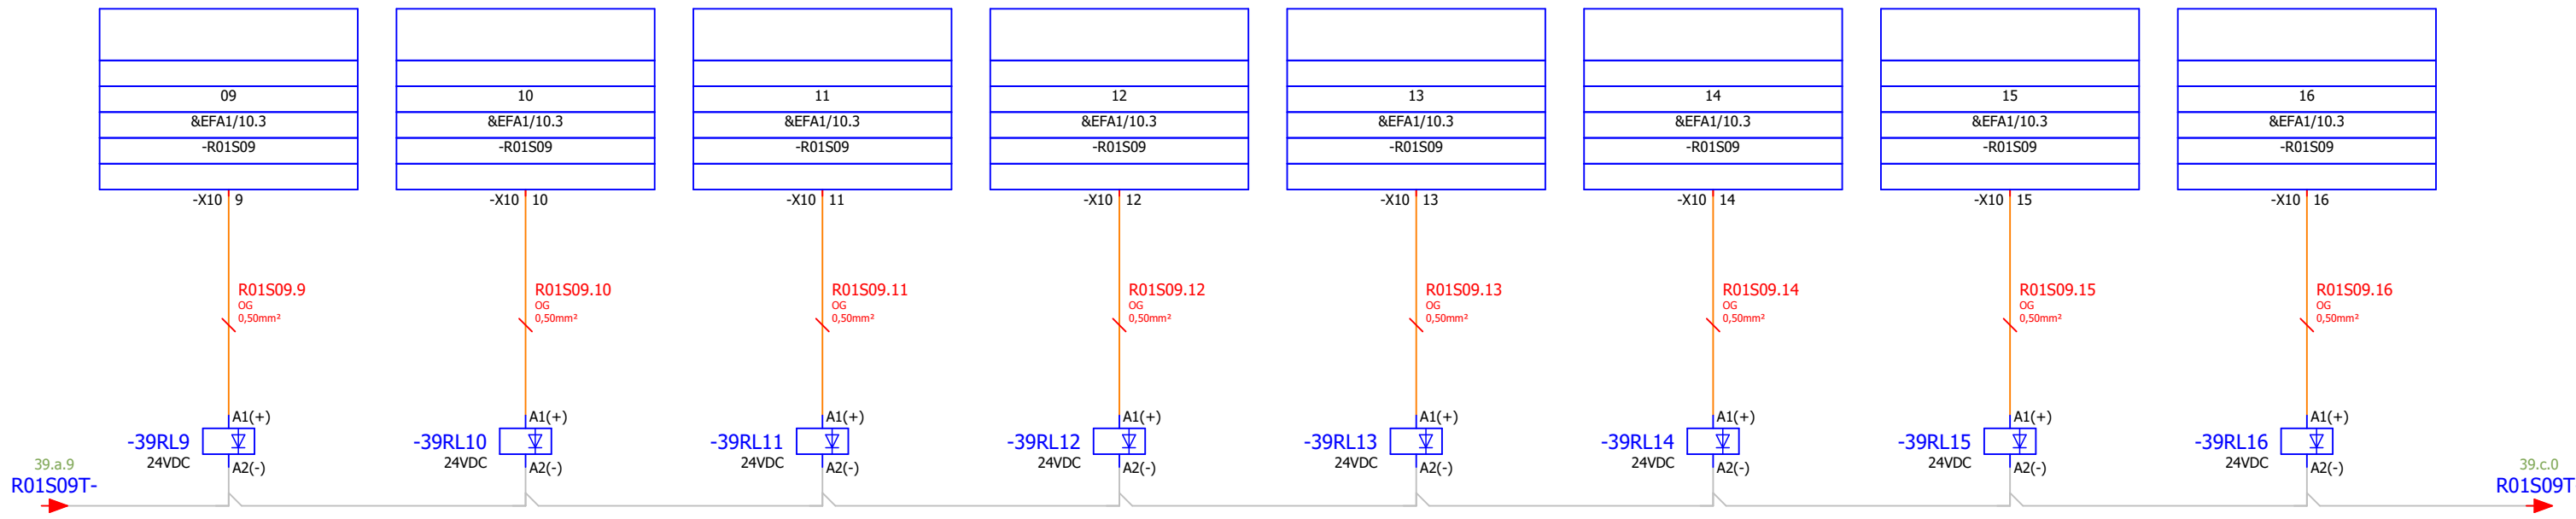 09 10 11 12 13 14 15 16
&EFA1/10.3 &EFA1/10.3 &EFA1/10.3 &EFA1/10.3 &EFA1/10.3 &EFA1/10.3 &EFA1/10.3 &EFA1/10.3
-R01S09 -R01S09 -R01S09 -R01S09 -R01S09 -R01S09 -R01S09 -R01S09
-X10 9 -X10 10 -X10 11 -X10 12 -X10 13 -X10 14 -X10 15 -X10 16
R01S09.9 R01S09.10 R01S09.11 R01S09.12 R01S09.13 R01S09.14 R01S09.15 R01S09.16
OG OG OG OG OG OG OG OG
0,50mm² 0,50mm² 0,50mm² 0,50mm² 0,50mm² 0,50mm² 0,50mm² 0,50mm²
A1(+) A1(+) A1(+) A1(+) A1(+) A1(+) A1(+) A1(+)
-39RL9 -39RL10 -39RL11 -39RL12 -39RL13 -39RL14 -39RL15 -39RL16
39.a.9 24VDC A2(-) 24VDC A2(-) 24VDC A2(-) 24VDC A2(-) 24VDC A2(-) 24VDC A2(-) 24VDC A2(-) 24VDC A2(-) 39.c.0
R01S09T- R01S09T